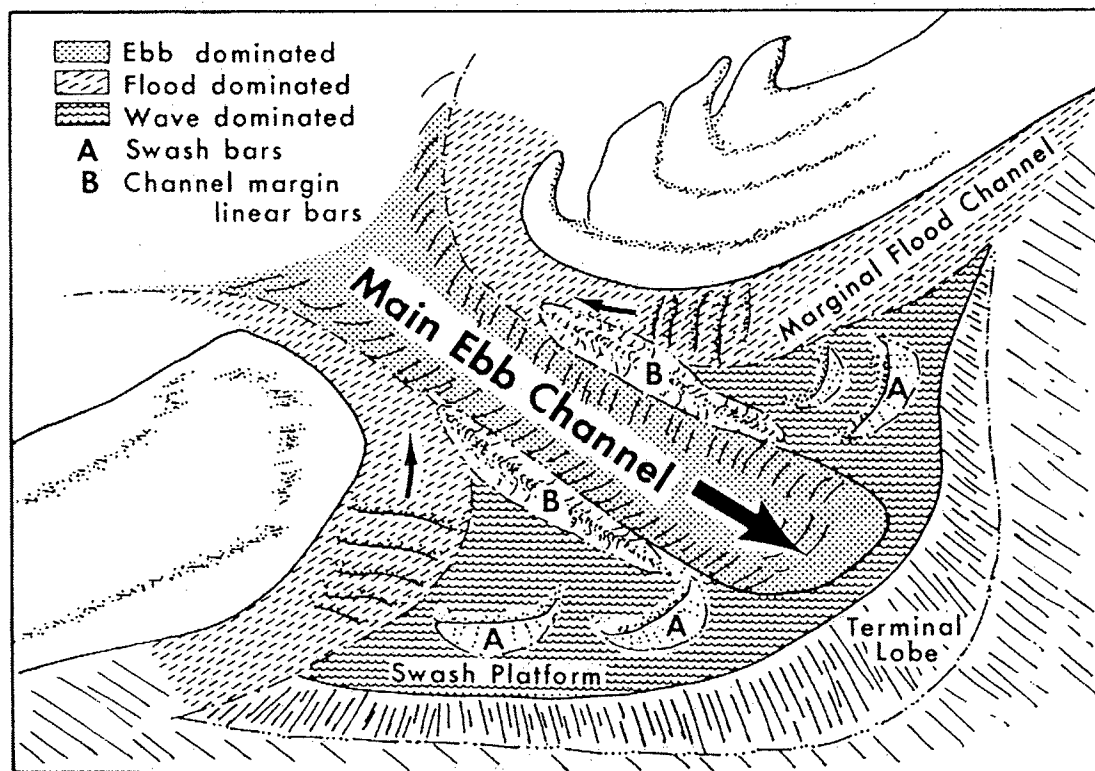 Ebb dominated
Flood dominated
Wave dominated
A Swash bars
B Channel margin
linear bars
Marginal Flood Channel
Main Ebb Channel
B
A
B
A
A
Swash Platform
Terminal
Lobe